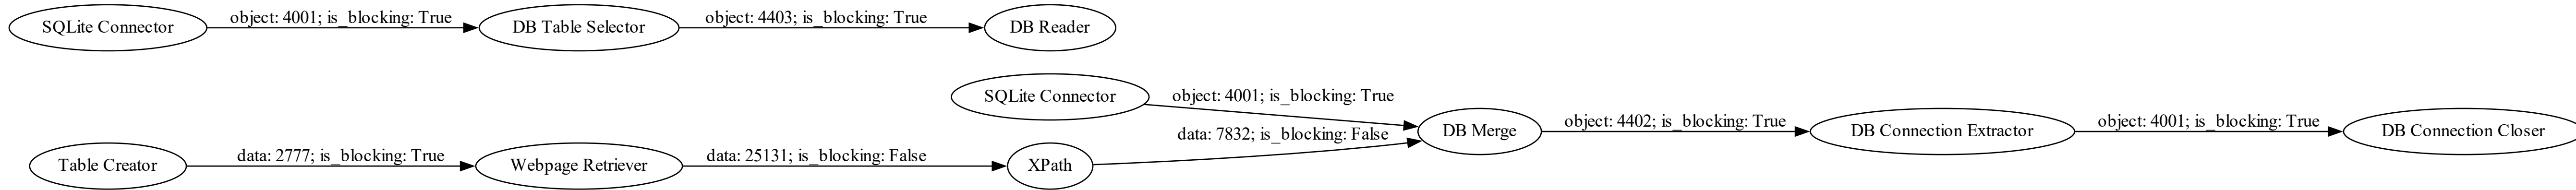 SQLite Connector
object: 4001; is_blocking: True
DB Table Selector
object: 4403; is_blocking: True
DB Reader
SQLite Connector
object: 4001; is_blocking: True
Table Creator
data: 2777; is_blocking: True
Webpage Retriever
data: 25131; is_blocking: False
XPath
data: 7832; is_blocking: False
DB Merge
object: 4402; is_blocking: True
DB Connection Extractor
object: 4001; is_blocking: True
DB Connection Closer